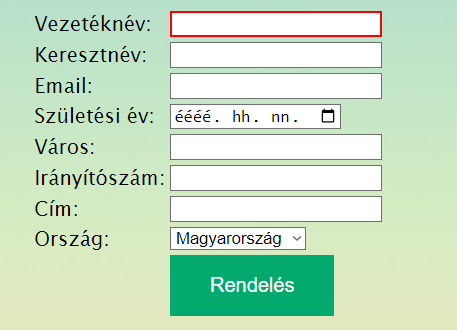 Vezetéknév:
Keresztnév:
Email:
Születési év: éééé. hh. nn.
Város:
Irányítószám:
Cím:
Ország: Magyarország
Rendelés